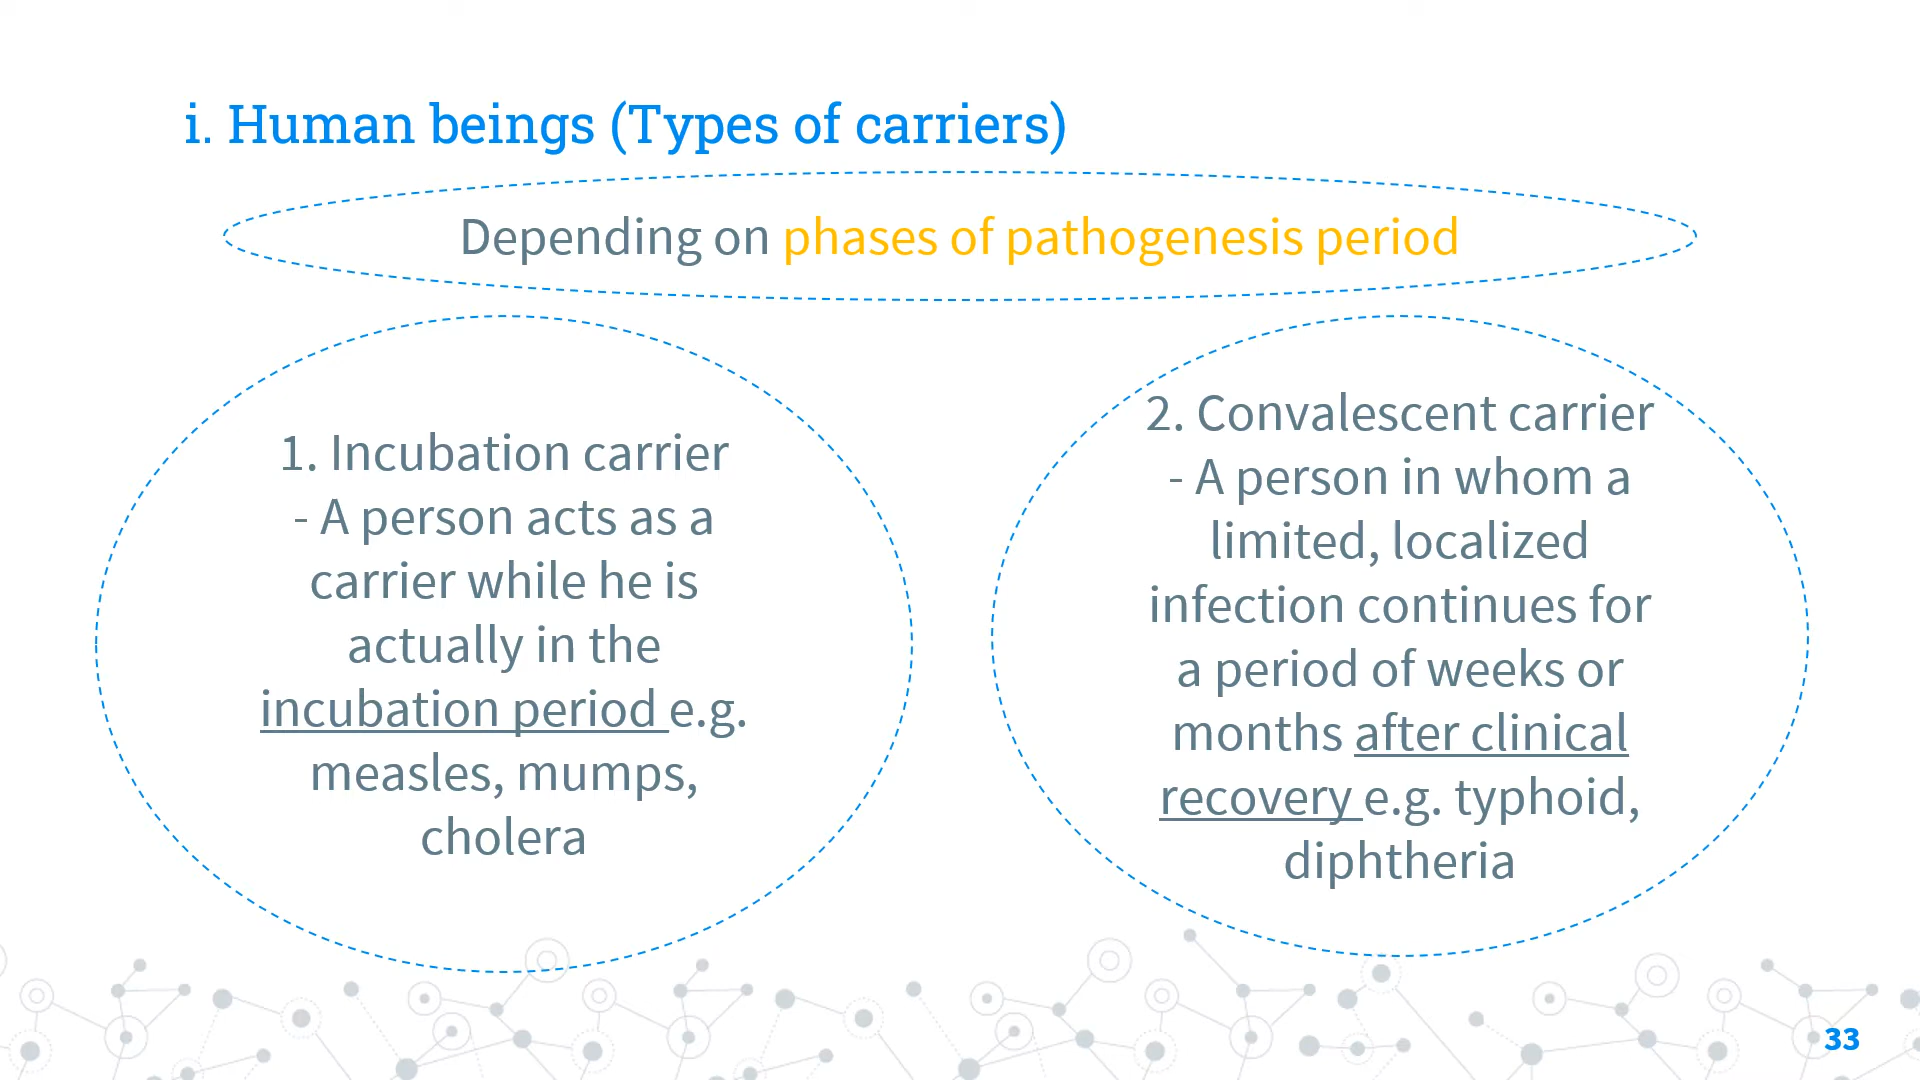 i. Human beings (Types of carriers)
Depending on phases of pathogenesis period
1. Incubation carrier
- A person acts as a
carrier while he is
actually in the
incubation period e.g.
measles, mumps,
cholera
2. Convalescent carrier
- A person in whom a
limited, localized
infection continues for
a period of weeks or
months after clinical
recovery e.g. typhoid,
diphtheria
33